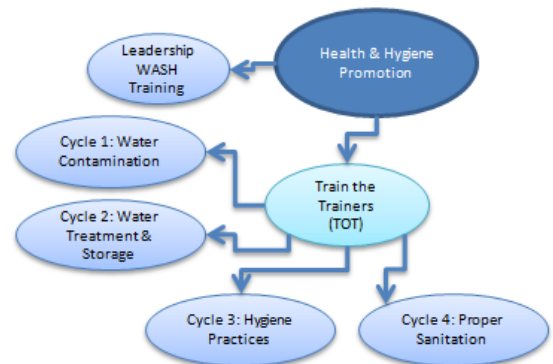 Leadership
WASH
Training
Health & Hygiene
Promotion
Cycle 1: Water
Contamination
Train the
Trainers
(TOT)
Cycle 2: Water
Treatment &
Storage
Cycle 3: Hygiene
Practices
Cycle 4: Proper
Sanitation